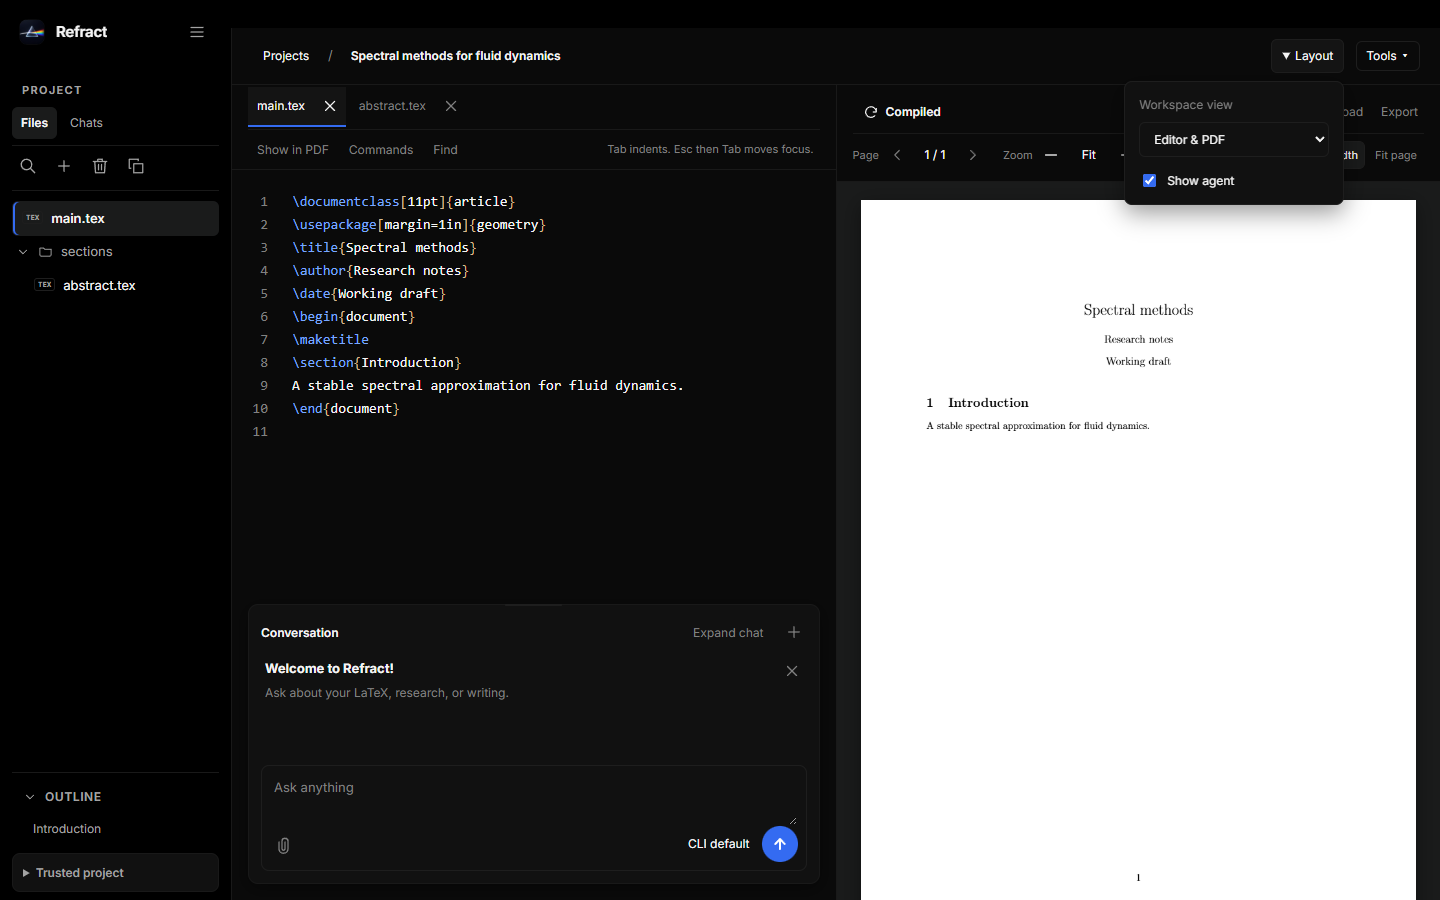 Refract
PROJECT
Files Chats
TEX main.tex
sections
TEX abstract.tex
OUTLINE
Introduction
Trusted project
Projects / Spectral methods for fluid dynamics
Layout Tools
main.tex abstract.tex
Show in PDF Commands Find Tab indents. Esc then Tab moves focus.
1 \documentclass[11pt]{article}
2 \usepackage[margin=1in]{geometry}
3 \title{Spectral methods}
4 \author{Research notes}
5 \date{Working draft}
6 \begin{document}
7 \maketitle
8 \section{Introduction}
9 A stable spectral approximation for fluid dynamics.
10 \end{document}
11
Conversation Expand chat
Welcome to Refract!
Ask about your LaTeX, research, or writing.
Ask anything
CLI default
Compiled Export
Page 1 / 1 Zoom Fit Fit page
Workspace view
Editor & PDF
Show agent
Spectral methods
Research notes
Working draft
1 Introduction
A stable spectral approximation for fluid dynamics.
1